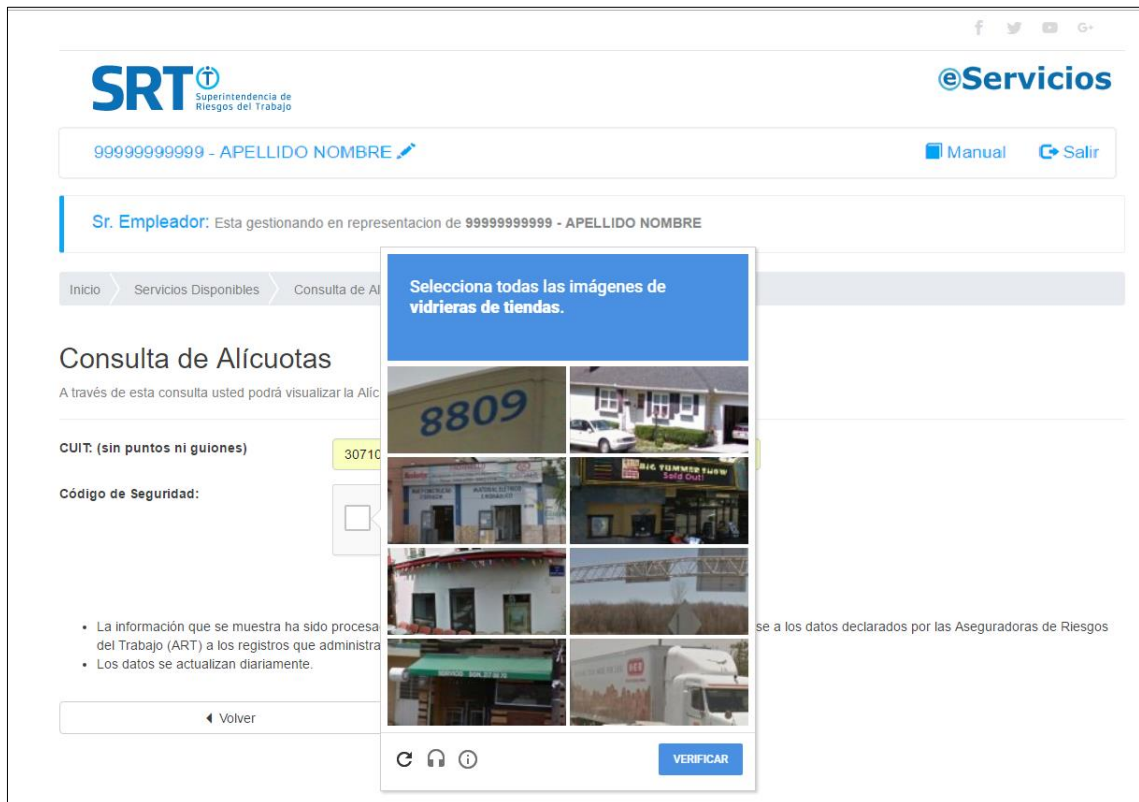 SRT
Superintendencia de
Riesgos del Trabajo
eServicios
99999999999 - APELLIDO NOMBRE
Manual
Salir
Sr. Empleador: Esta gestionando en representacion de 99999999999 - APELLIDO NOMBRE
Inicio
Servicios Disponibles
Consulta de Al
Selecciona todas las imágenes de
vidrieras de tiendas.
Consulta de Alícuotas
A través de esta consulta usted podrá visualizar la Alíc
8809
CUIT: (sin puntos ni guiones)
30710
BIG SUMMER SHOW
Sold Out!
Código de Seguridad:
La información que se muestra ha sido procesa
se a los datos declarados por las Aseguradoras de Riesgos
del Trabajo (ART) a los registros que administra
Los datos se actualizan diariamente.
Volver
VERIFICAR